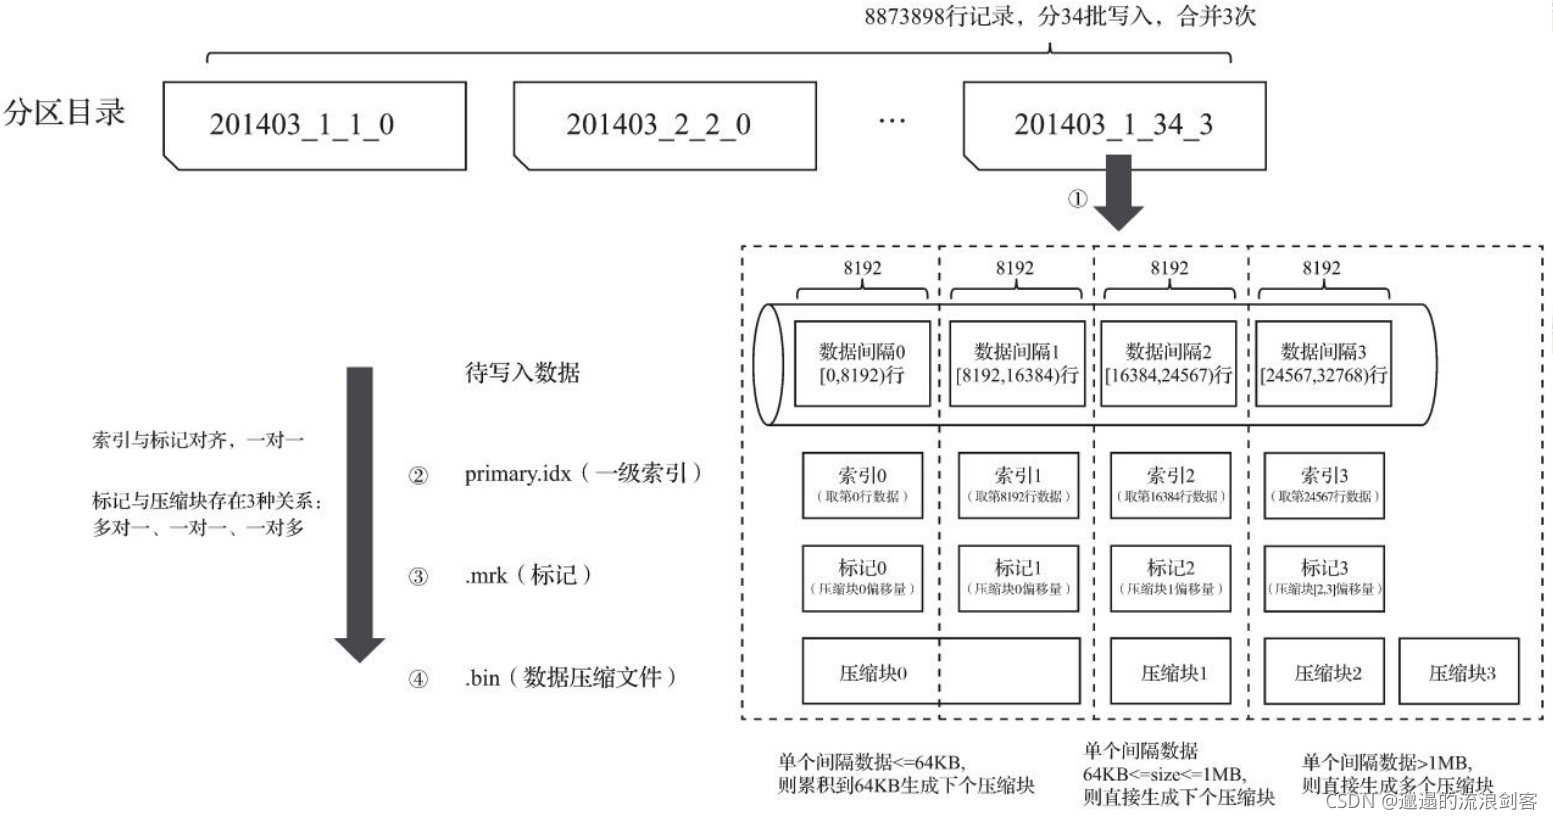 8873898行记录，分34批写入，合并3次
分区目录
201403_1_1_0
201403_2_2_0
...
201403_1_34_3
①
8192
8192
8192
8192
待写入数据
数据间隔0
[0,8192)行
数据间隔1
[8192,16384)行
数据间隔2
[16384,24567)行
数据间隔3
[24567,32768)行
索引与标记对齐，一对一
标记与压缩块存在3种关系：
多对一、一对一、一对多
②
primary.idx（一级索引）
索引0
（取第0行数据）
索引1
（取第8192行数据）
索引2
（取第16384行数据）
索引3
（取第24567行数据）
③
.mrk（标记）
标记0
（压缩块0偏移量）
标记1
（压缩块0偏移量）
标记2
（压缩块1偏移量）
标记3
（压缩块[2,3]偏移量）
④
.bin（数据压缩文件）
压缩块0
压缩块1
压缩块2
压缩块3
单个间隔数据<=64KB,
则累积到64KB生成下个压缩块
单个间隔数据
64KB<=size<=1MB,
则直接生成下个压缩块
单个间隔数据>1MB,
则直接生成多个压缩块
CSDN @邋遢的流浪剑客